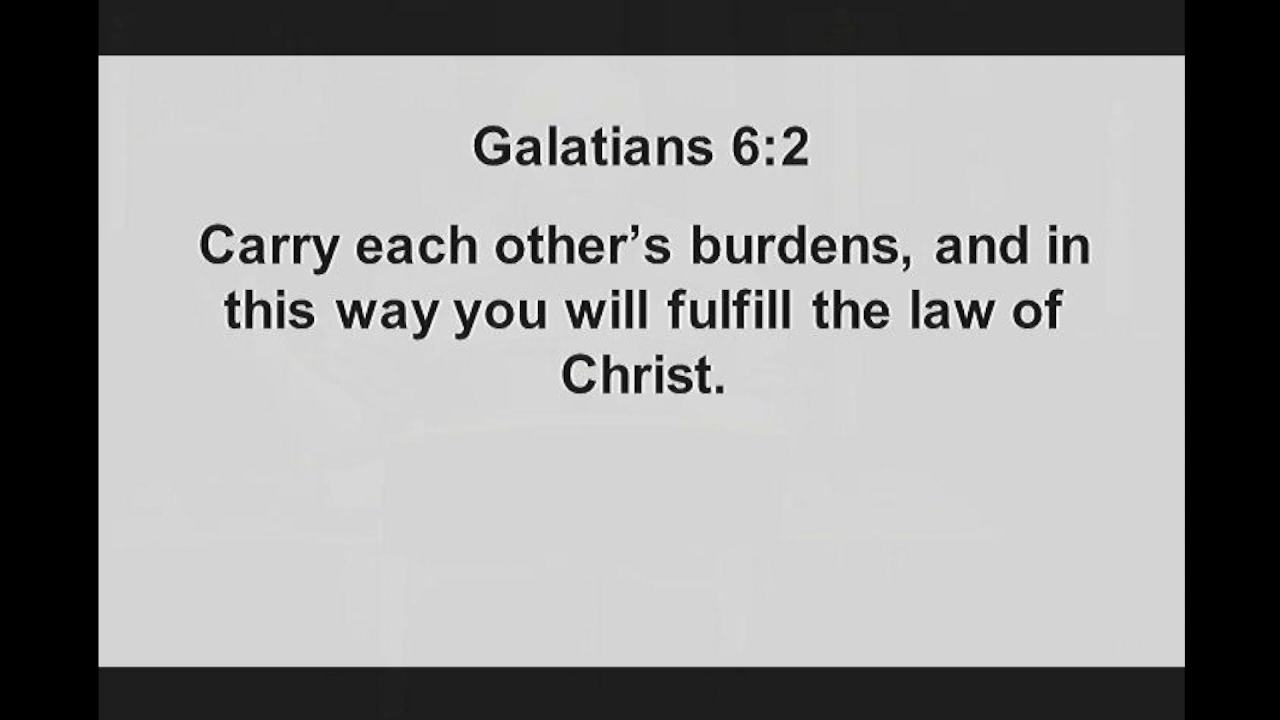 Galatians 6:2
Carry each other’s burdens, and in
this way you will fulfill the law of
Christ.